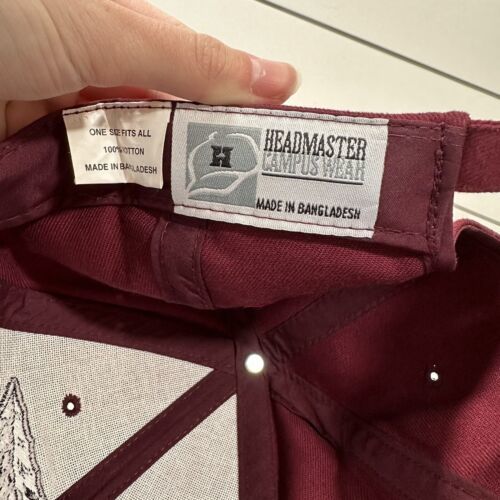 ONE SIZE FITS ALL
100% COTTON
MADE IN BANGLADESH
H
HEADMASTER
CAMPUS WEAR
MADE IN BANGLADESH